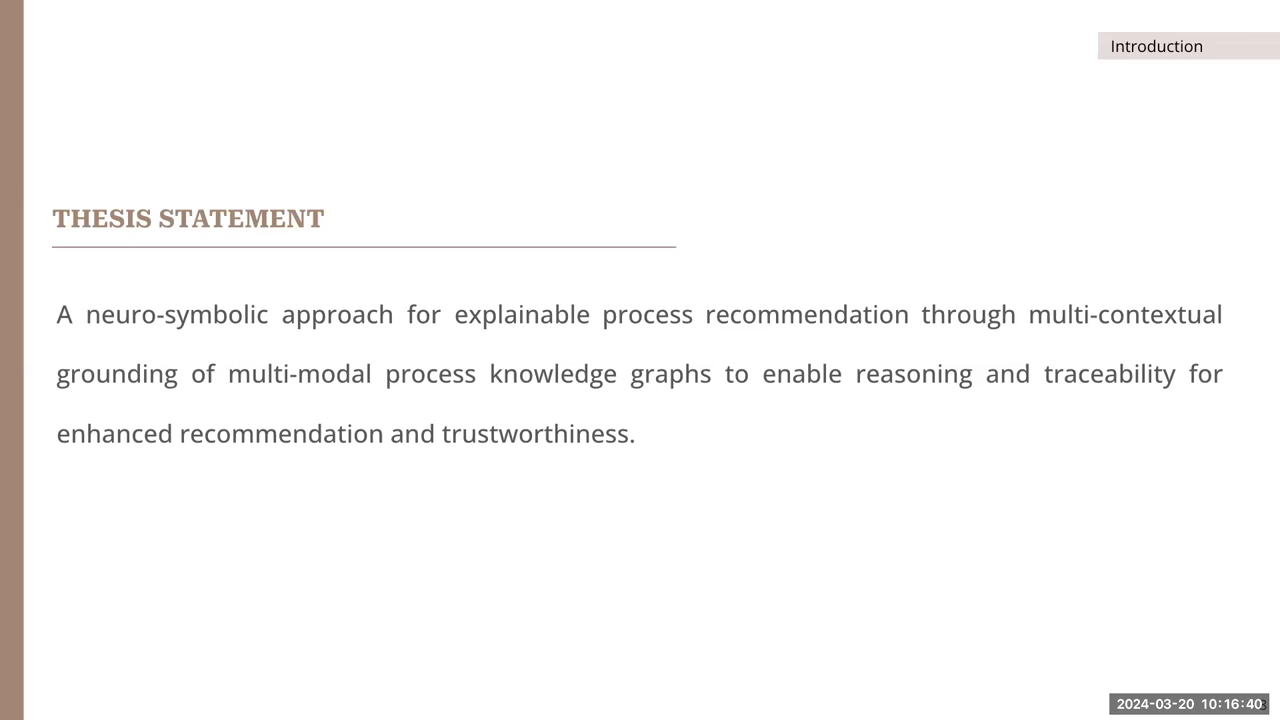 Introduction
THESIS STATEMENT
A neuro-symbolic approach for explainable process recommendation through multi-contextual
grounding of multi-modal process knowledge graphs to enable reasoning and traceability for
enhanced recommendation and trustworthiness.
2024-03-20 10:16:40
3